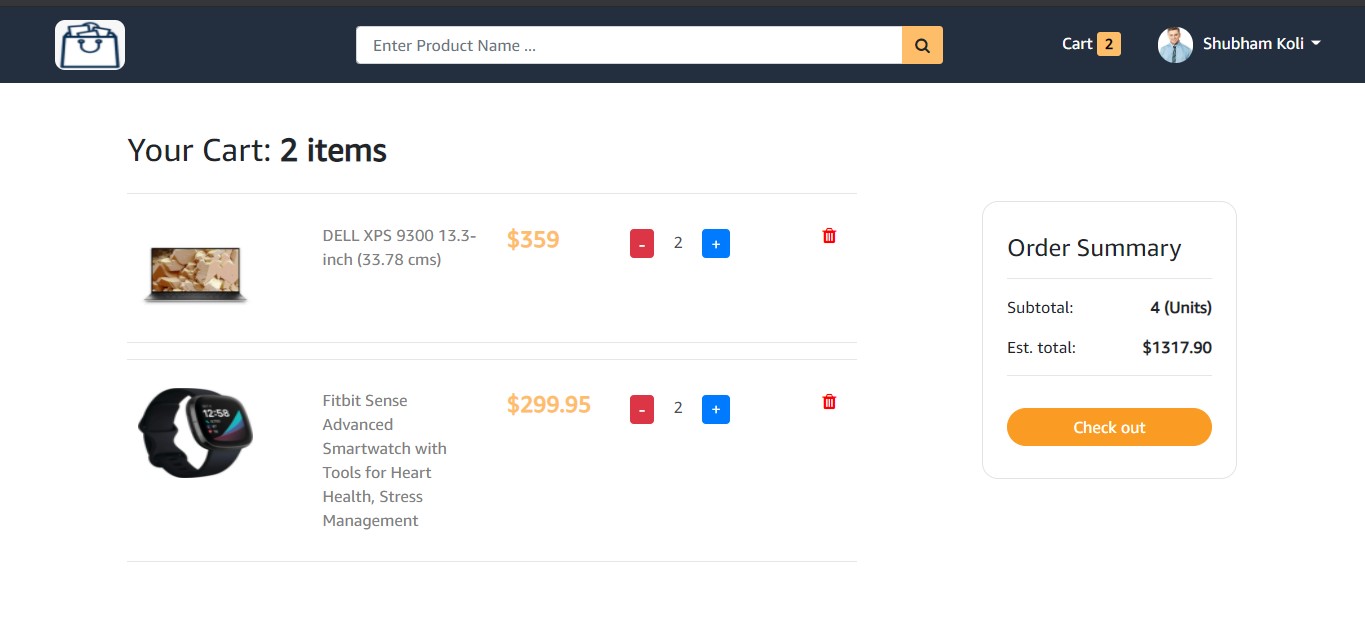 Enter Product Name ...
Cart 2
Shubham Koli
Your Cart: 2 items
DELL XPS 9300 13.3-
inch (33.78 cms)
$359
- 2 +
Fitbit Sense
Advanced
Smartwatch with
Tools for Heart
Health, Stress
Management
12:58
$299.95
- 2 +
Order Summary
Subtotal: 4 (Units)
Est. total: $1317.90
Check out